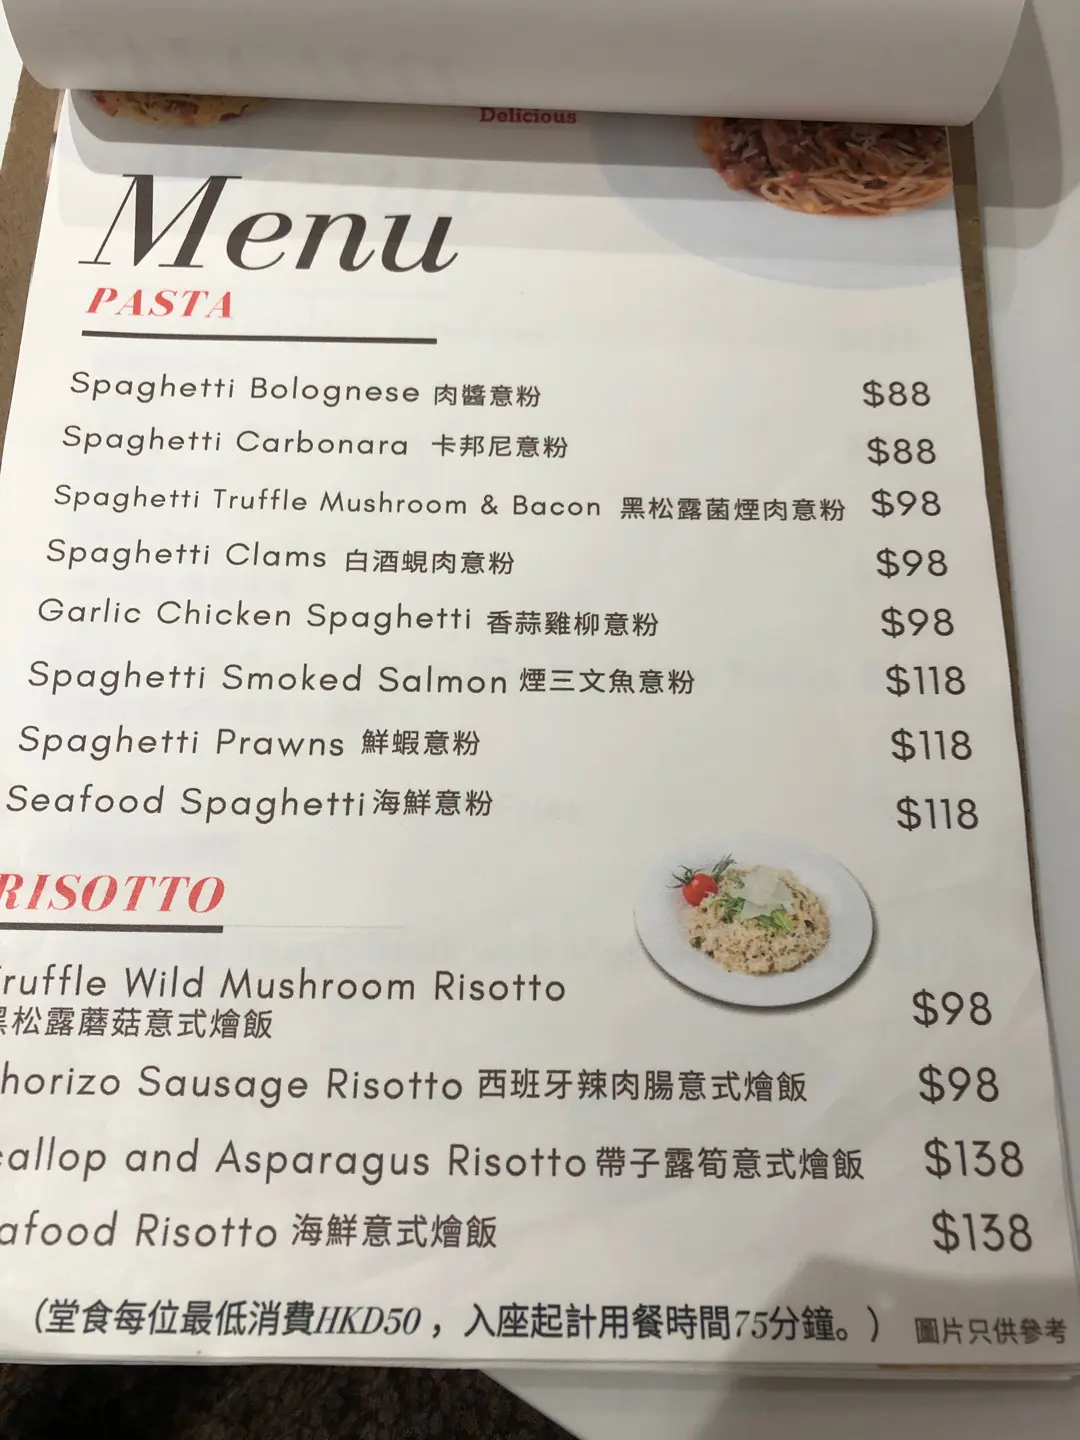 Delicious
Menu
PASTA
Spaghetti Bolognese 肉醬意粉 $88
Spaghetti Carbonara 卡邦尼意粉 $88
Spaghetti Truffle Mushroom & Bacon 黑松露菌煙肉意粉 $98
Spaghetti Clams 白酒蜆肉意粉 $98
Garlic Chicken Spaghetti 香蒜雞柳意粉 $98
Spaghetti Smoked Salmon 煙三文魚意粉 $118
Spaghetti Prawns 鮮蝦意粉 $118
Seafood Spaghetti 海鮮意粉 $118
RISOTTO
ruffle Wild Mushroom Risotto $98
黑松露蘑菇意式燴飯
horizo Sausage Risotto 西班牙辣肉腸意式燴飯 $98
callop and Asparagus Risotto 帶子露筍意式燴飯 $138
afood Risotto 海鮮意式燴飯 $138
（堂食每位最低消費HKD50，入座起計用餐時間75分鐘。） 圖片只供參考